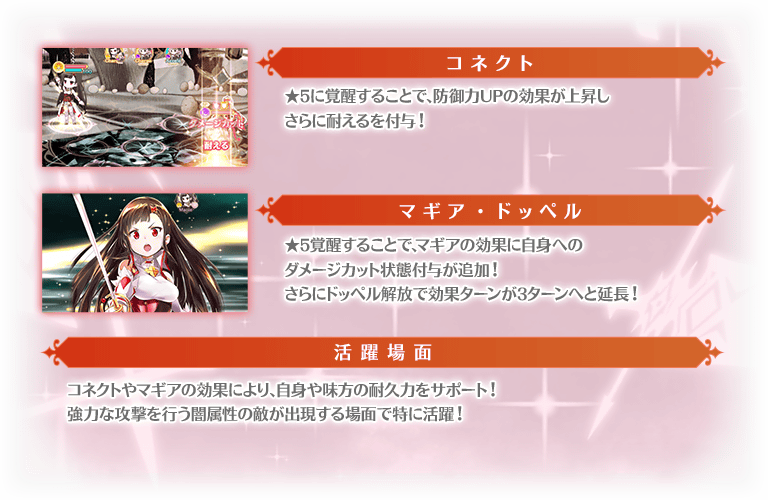 コネクト
★5に覚醒することで、防御力UPの効果が上昇し
さらに耐えるを付与！
ダメージカット
耐える
マギア・ドッペル
★5覚醒することで、マギアの効果に自身への
ダメージカット状態付与が追加！
さらにドッペル解放で効果ターンが3ターンへと延長！
活躍場面
コネクトやマギアの効果により、自身や味方の耐久力をサポート！
強力な攻撃を行う闇属性の敵が出現する場面で特に活躍！